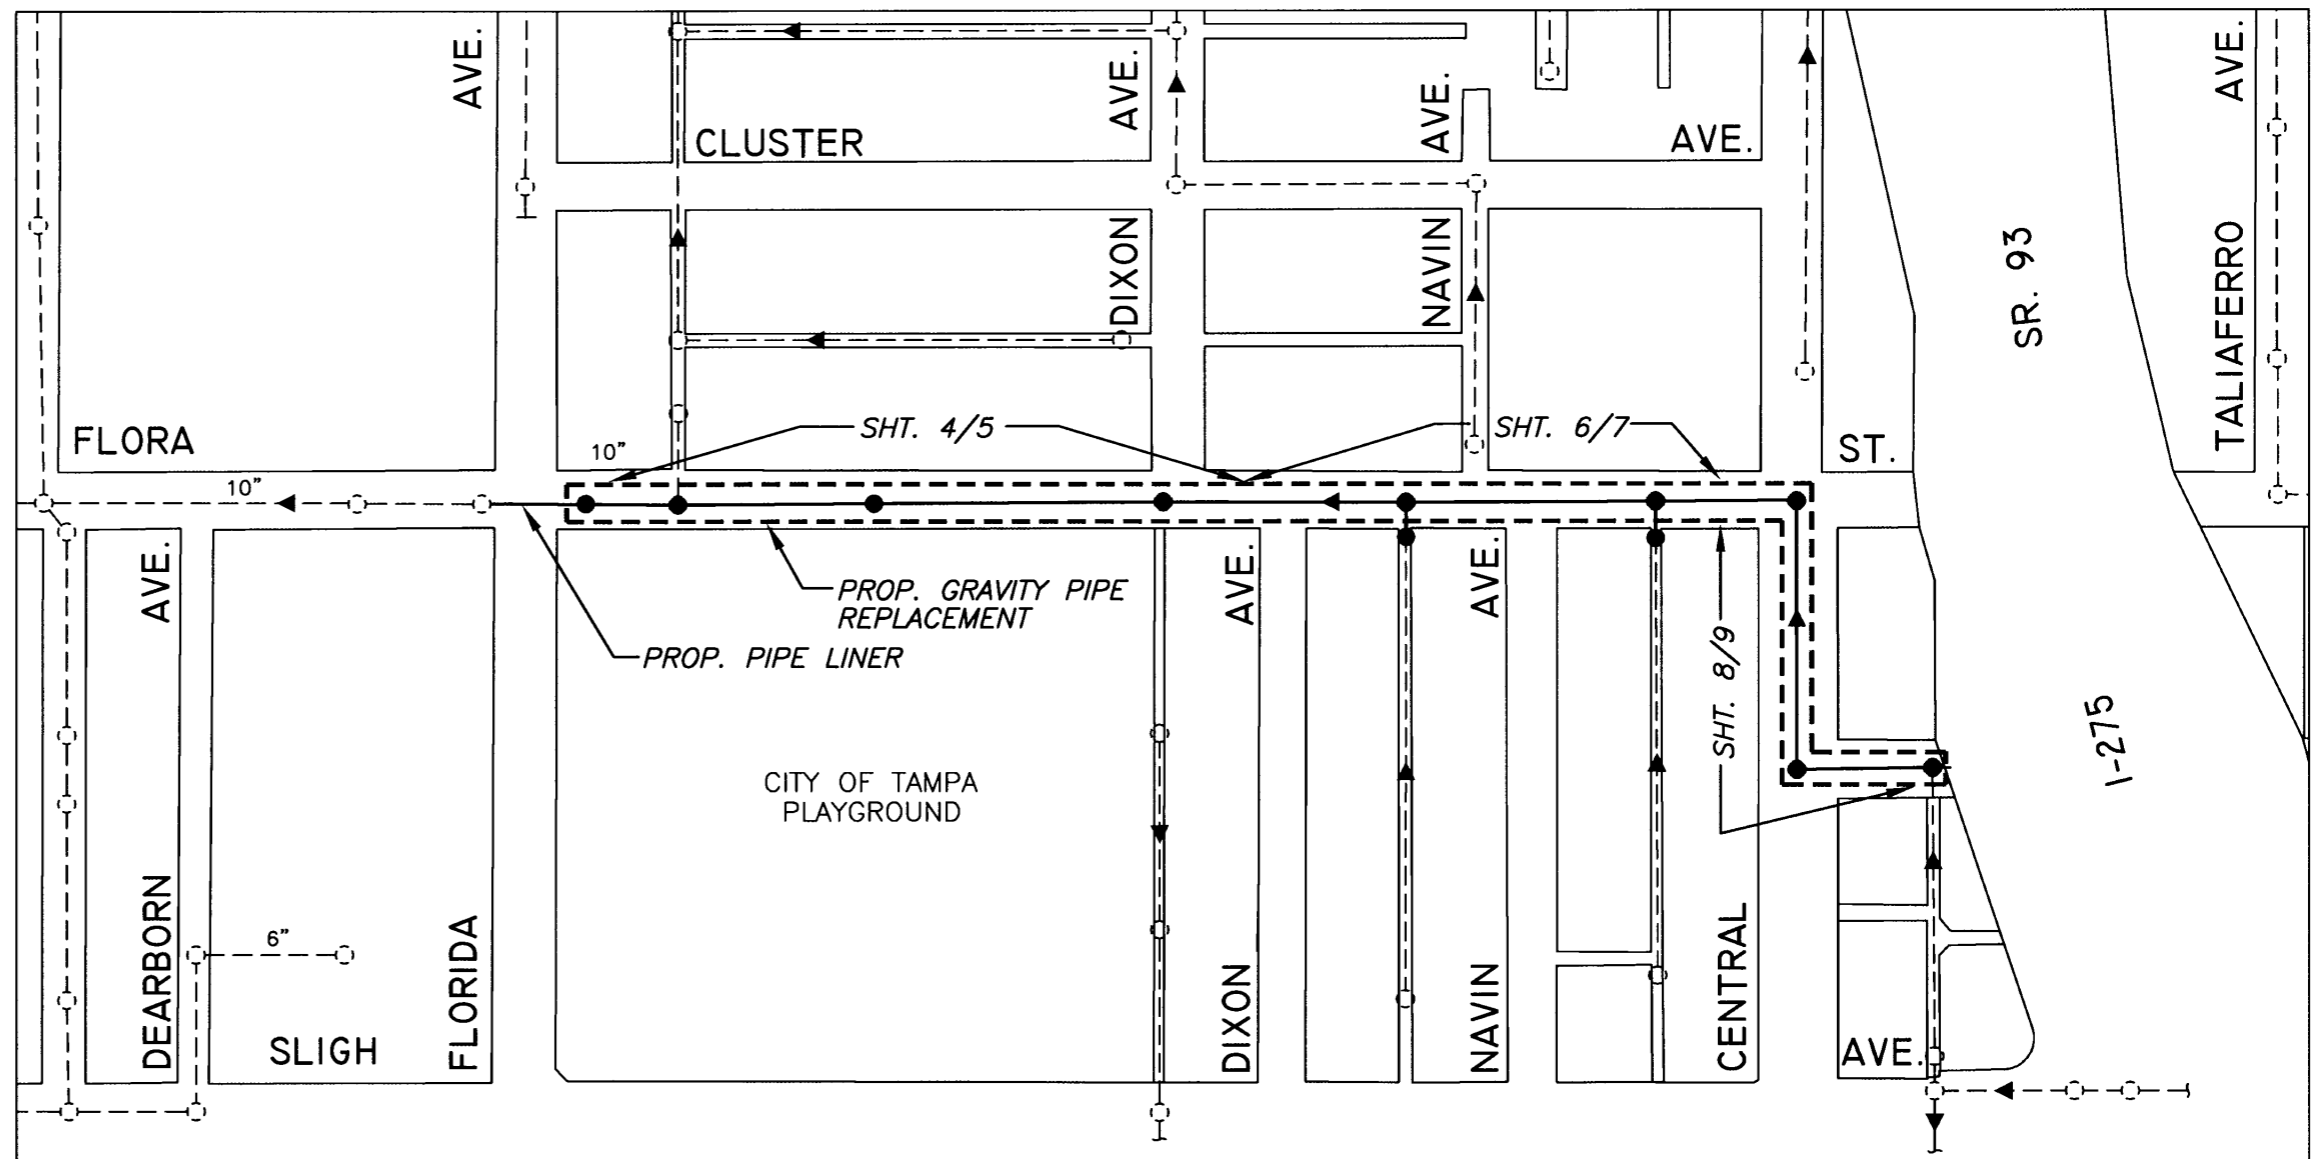 AVE.
CLUSTER
AVE.
AVE.
AVE.
AVE.
DIXON
NAVIN
SR. 93
TALIAFERRO
FLORA
10"
SHT. 4/5
SHT. 6/7
ST.
10"
AVE.
PROP. GRAVITY PIPE
REPLACEMENT
PROP. PIPE LINER
AVE.
AVE.
SHT. 8/9
I-275
CITY OF TAMPA
PLAYGROUND
DEARBORN
6"
SLIGH
FLORIDA
DIXON
NAVIN
CENTRAL
AVE.